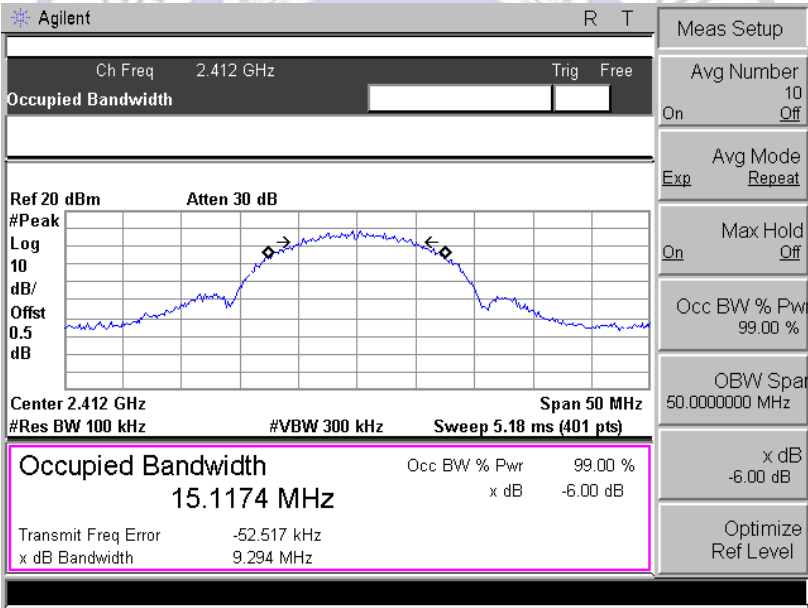 Agilent R T
Meas Setup
Ch Freq 2.412 GHz Trig Free
Occupied Bandwidth
Avg Number
10
On Off
Avg Mode
Exp Repeat
Max Hold
On Off
Occ BW % Pwr
99.00 %
OBW Span
50.0000000 MHz
x dB
-6.00 dB
Optimize
Ref Level
Ref 20 dBm Atten 30 dB
#Peak
Log
10
dB/
Offst
0.5
dB
Center 2.412 GHz Span 50 MHz
#Res BW 100 kHz #VBW 300 kHz Sweep 5.18 ms (401 pts)
Occupied Bandwidth
15.1174 MHz
Occ BW % Pwr 99.00 %
x dB -6.00 dB
Transmit Freq Error -52.517 kHz
x dB Bandwidth 9.294 MHz